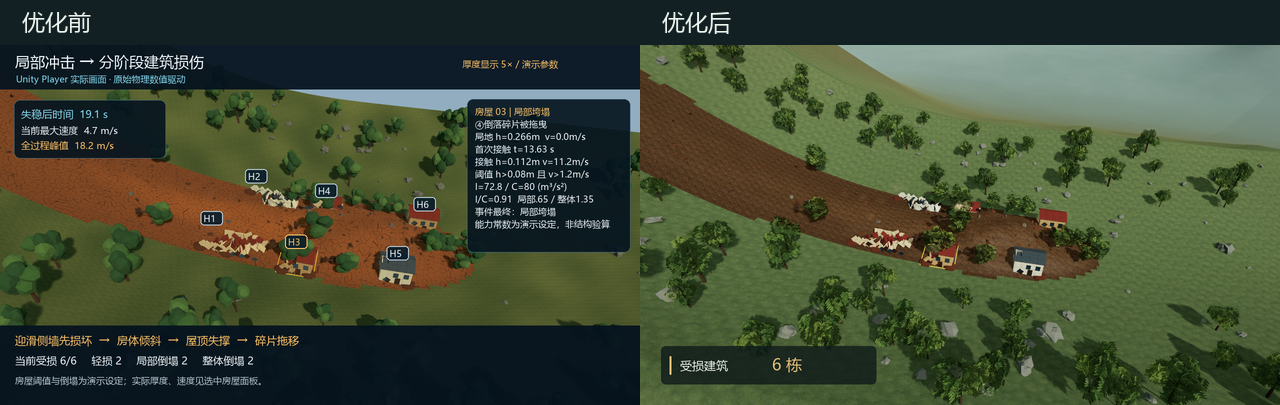 优化前
局部冲击 → 分阶段建筑损伤
Unity Player 实际画面 · 原始物理数值驱动
厚度显示 5× / 演示参数
失稳后时间 19.1 s
当前最大速度 4.7 m/s
全过程峰值 18.2 m/s
房屋 03 | 局部垮塌
④倒落碎片被拖曳
局地 h=0.266m v=0.0m/s
首次接触 t=13.63 s
接触 h=0.112m v=11.2m/s
阈值 h>0.08m 且 v>1.2m/s
I=72.8 / C=80 (m³/s²)
I/C=0.91 局部.65 / 整体1.35
事件最终：局部垮塌
能力常数为演示设定，非结构验算
H2
H4
H1
H6
H3
H5
迎滑侧墙先损坏 → 房体倾斜 → 屋顶失撑 → 碎片拖移
当前受损 6/6 轻损 2 局部倒塌 2 整体倒塌 2
房屋阈值与倒塌为演示设定；实际厚度、速度见选中房屋面板。
优化后
受损建筑 6 栋